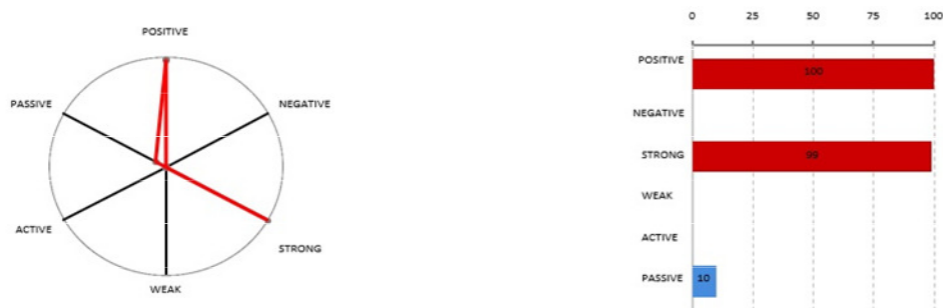 POSITIVE
PASSIVE
NEGATIVE
ACTIVE
STRONG
WEAK
0 25 50 75 100
POSITIVE 100
NEGATIVE
STRONG 99
WEAK
ACTIVE
PASSIVE 10